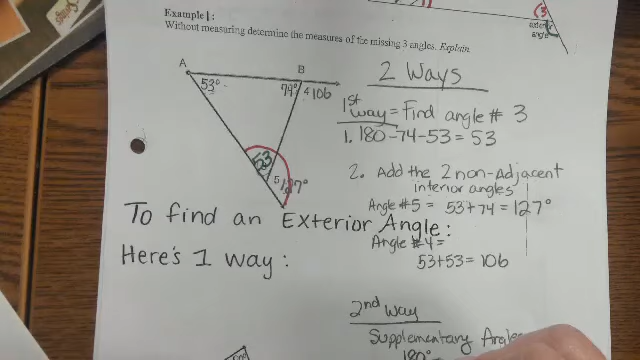 Example 1:
Without measuring determine the measures of the missing 3 angles. Explain.
exterior
angle
A
B
53°
74°
4 106
53
5 127°
2 Ways
1st way = Find angle # 3
1. 180 - 74 - 53 = 53
2. Add the 2 non-Adjacent
interior angles
Angle #5 = 53 + 74 = 127°
Angle #4 =
53 + 53 = 106
To find an Exterior Angle:
Here's 1 way:
2nd Way
Supplementary
180°